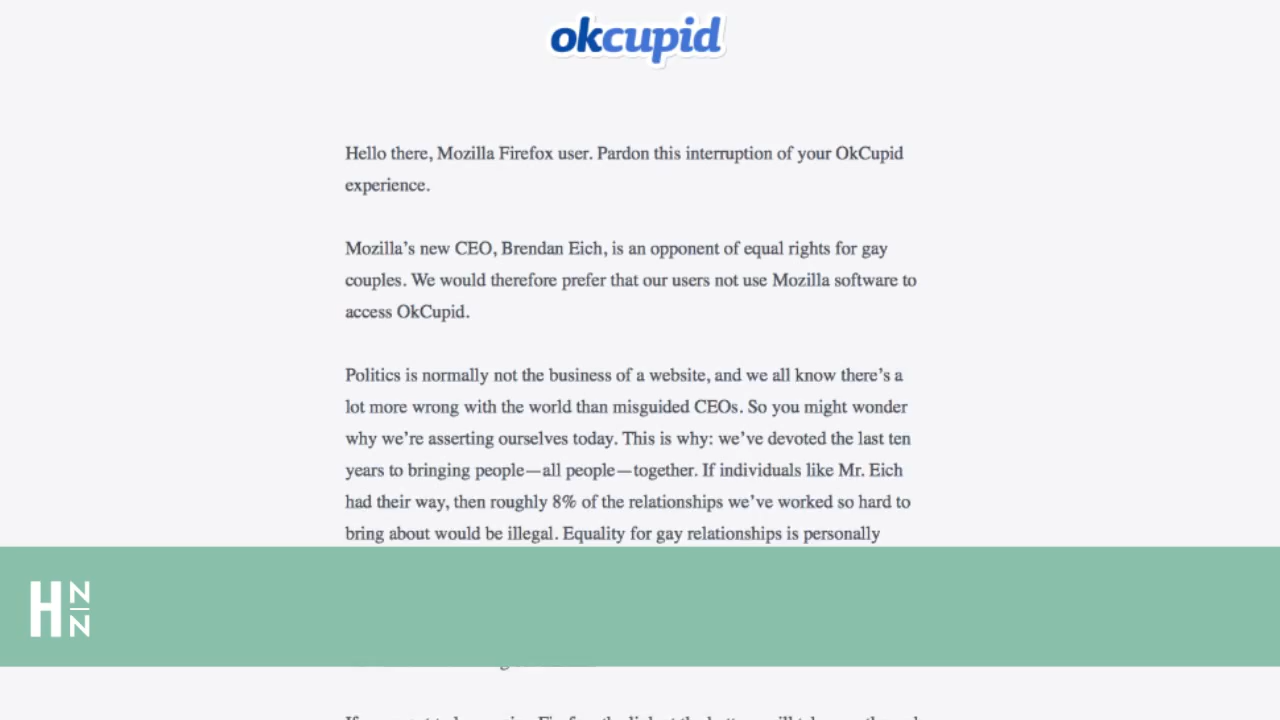 okcupid
Hello there, Mozilla Firefox user. Pardon this interruption of your OkCupid
experience.
Mozilla's new CEO, Brendan Eich, is an opponent of equal rights for gay
couples. We would therefore prefer that our users not use Mozilla software to
access OkCupid.
Politics is normally not the business of a website, and we all know there's a
lot more wrong with the world than misguided CEOs. So you might wonder
why we're asserting ourselves today. This is why: we've devoted the last ten
years to bringing people—all people—together. If individuals like Mr. Eich
had their way, then roughly 8% of the relationships we've worked so hard to
bring about would be illegal. Equality for gay relationships is personally
HNN